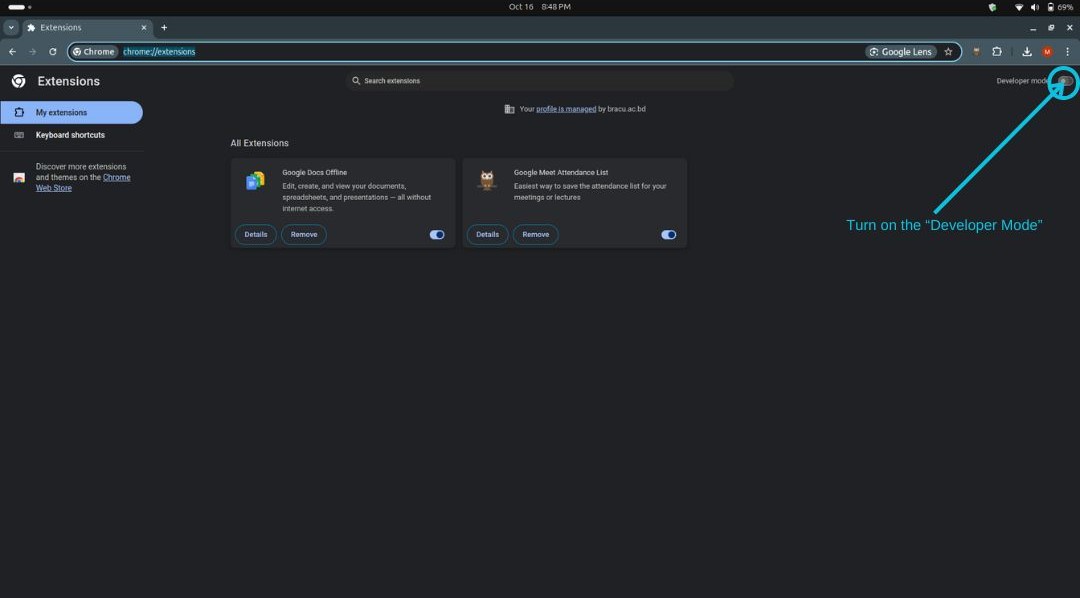 Oct 16 8:48 PM
69%
Extensions
Chrome
chrome://extensions
Google Lens
M
Extensions
Search extensions
Developer mode
My extensions
Your profile is managed by bracu.ac.bd
Keyboard shortcuts
All Extensions
Discover more extensions
and themes on the Chrome
Web Store
Google Docs Offline
Edit, create, and view your documents,
spreadsheets, and presentations — all without
internet access.
Details
Remove
Google Meet Attendance List
Easiest way to save the attendance list for your
meetings or lectures
Details
Remove
Turn on the “Developer Mode”